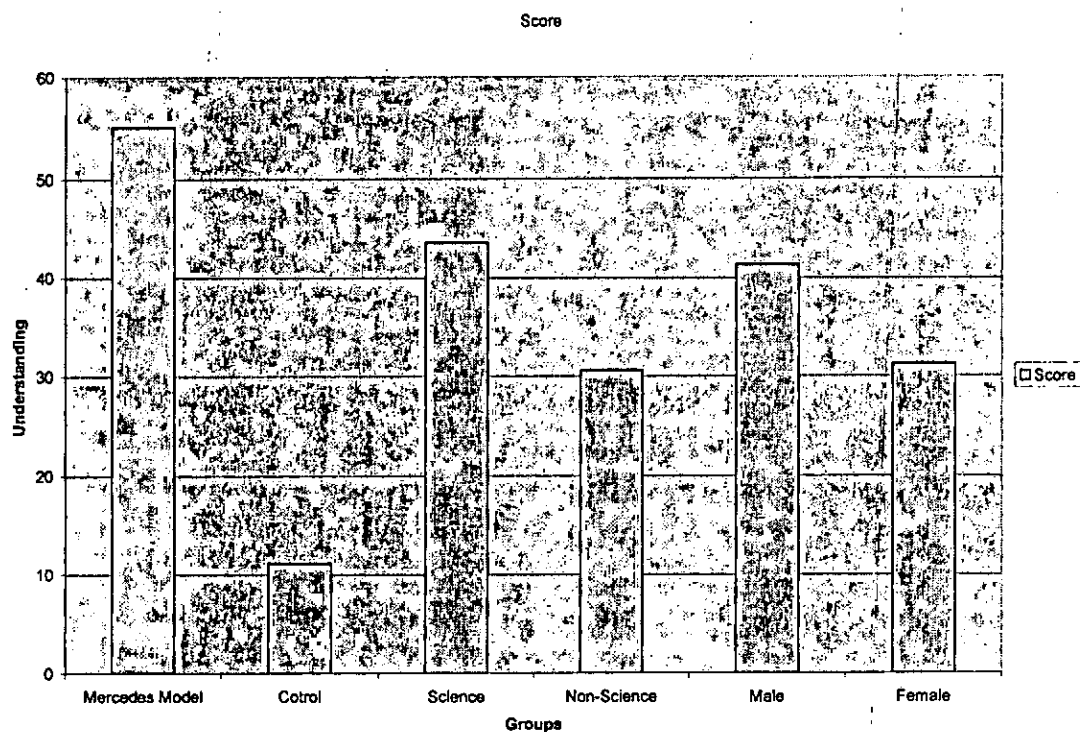 Score
60
50
40
30
20
10
0
Understanding
Mercedes Model Cotrol Science Non-Science Male Female
Groups
Score